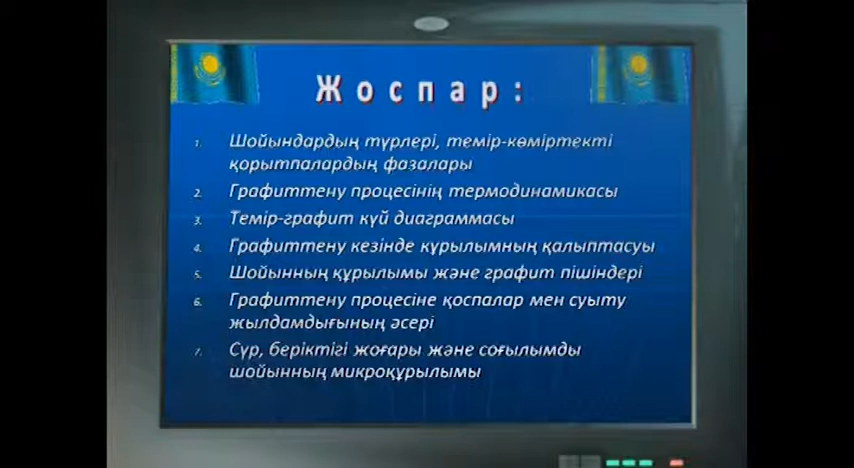 Жоспар:
1. Шойындардың түрлері, темір-көміртекті
қорытпалардың фазалары
2. Графиттену процесінің термодинамикасы
3. Темір-графит күй диаграммасы
4. Графиттену кезінде құрылымның қалыптасуы
5. Шойынның құрылымы және графит пішіндері
6. Графиттену процесіне қоспалар мен суыту
жылдамдығының әсері
7. Сұр, беріктігі жоғары және соғылымды
шойынның микроқұрылымы